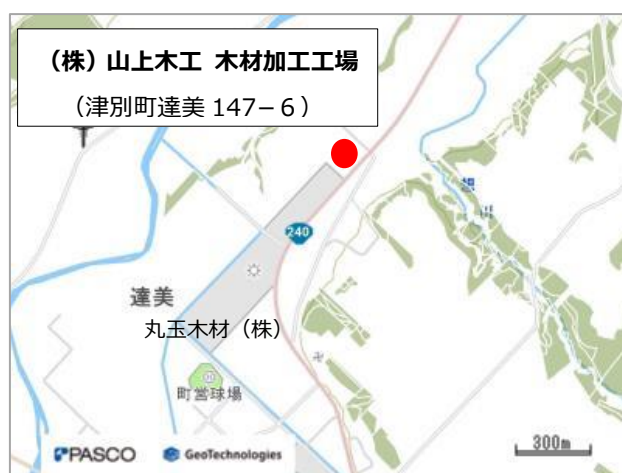 （株）山上木工 木材加工工場
（津別町達美 147－6）
240
達美
丸玉木材（株）
町営球場
PASCO
GeoTechnologies
300m